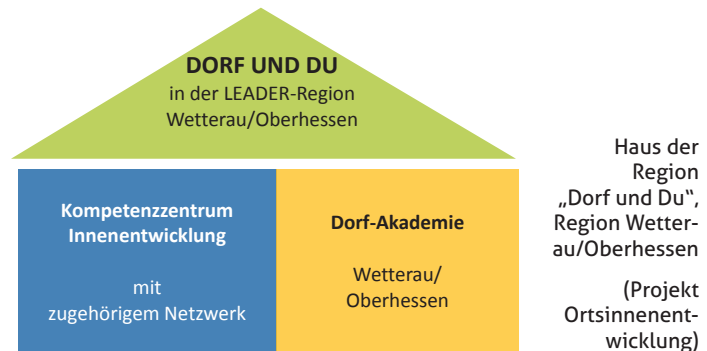 DORF UND DU
in der LEADER-Region
Wetterau/Oberhessen
Kompetenzzentrum
Innenentwicklung
mit
zugehörigem Netzwerk
Dorf-Akademie
Wetterau/
Oberhessen
Haus der
Region
„Dorf und Du“,
Region Wetter-
au/Oberhessen
(Projekt
Ortsinnenent-
wicklung)